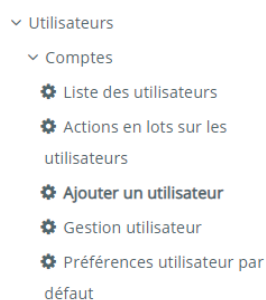 Utilisateurs
Comptes
Liste des utilisateurs
Actions en lots sur les
utilisateurs
Ajouter un utilisateur
Gestion utilisateur
Préférences utilisateur par
défaut